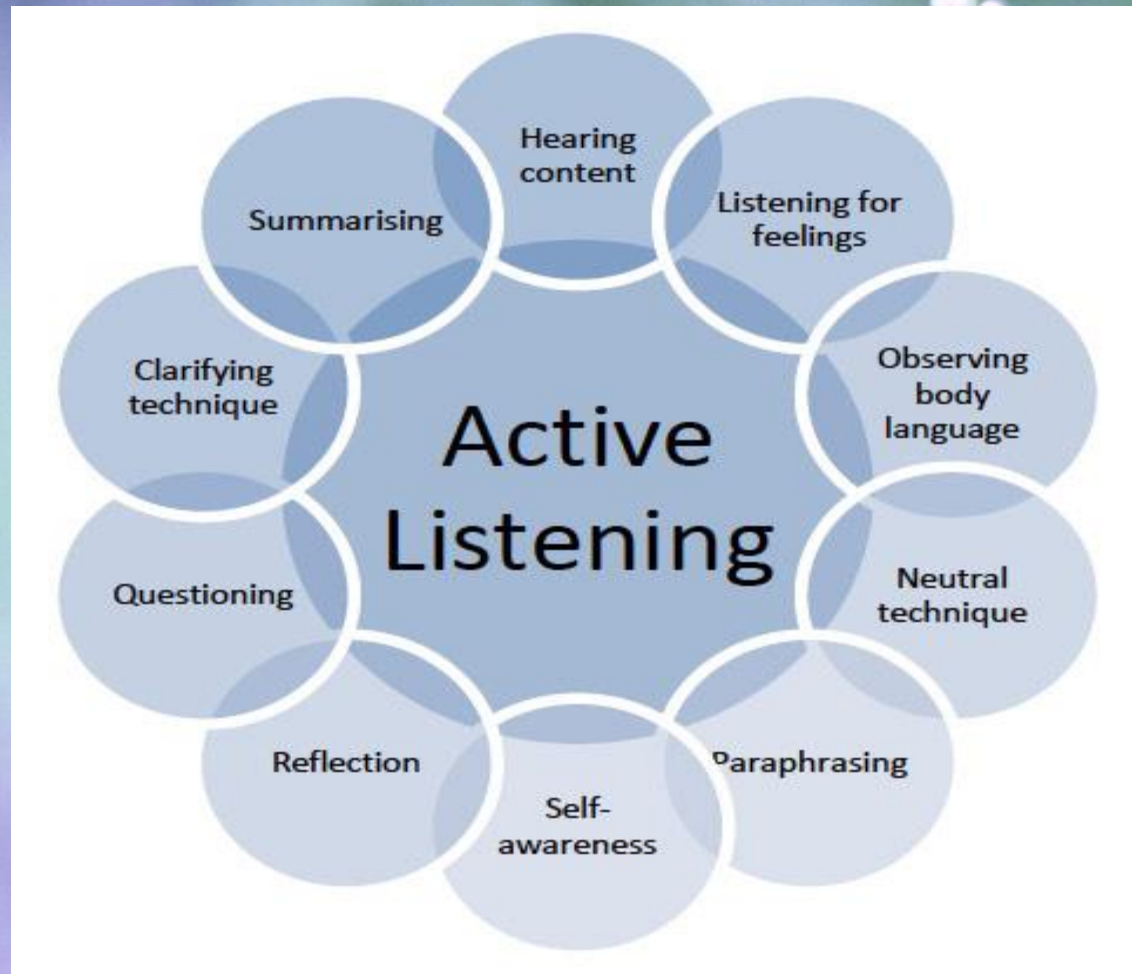 Hearing
content
Listening for
feelings
Observing
body
language
Neutral
technique
Paraphrasing
Self-
awareness
Reflection
Questioning
Clarifying
technique
Summarising
Active
Listening